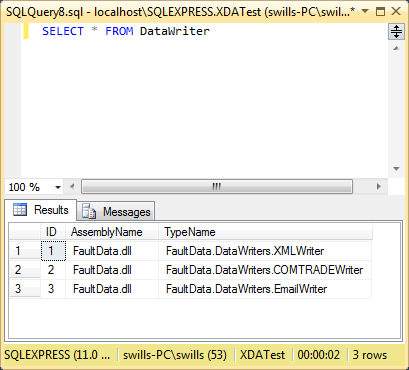 SQLQuery8.sql - localhost\SQLEXPRESS.XDATest (swills-PC\swil...*
SELECT * FROM DataWriter
100 %
Results Messages
ID AssemblyName TypeName
1 1 FaultData.dll FaultData.DataWriters.XMLWriter
2 2 FaultData.dll FaultData.DataWriters.COMTRADEWriter
3 3 FaultData.dll FaultData.DataWriters.EmailWriter
SQLEXPRESS (11.0 ... swills-PC\swills (53) XDATest 00:00:02 3 rows